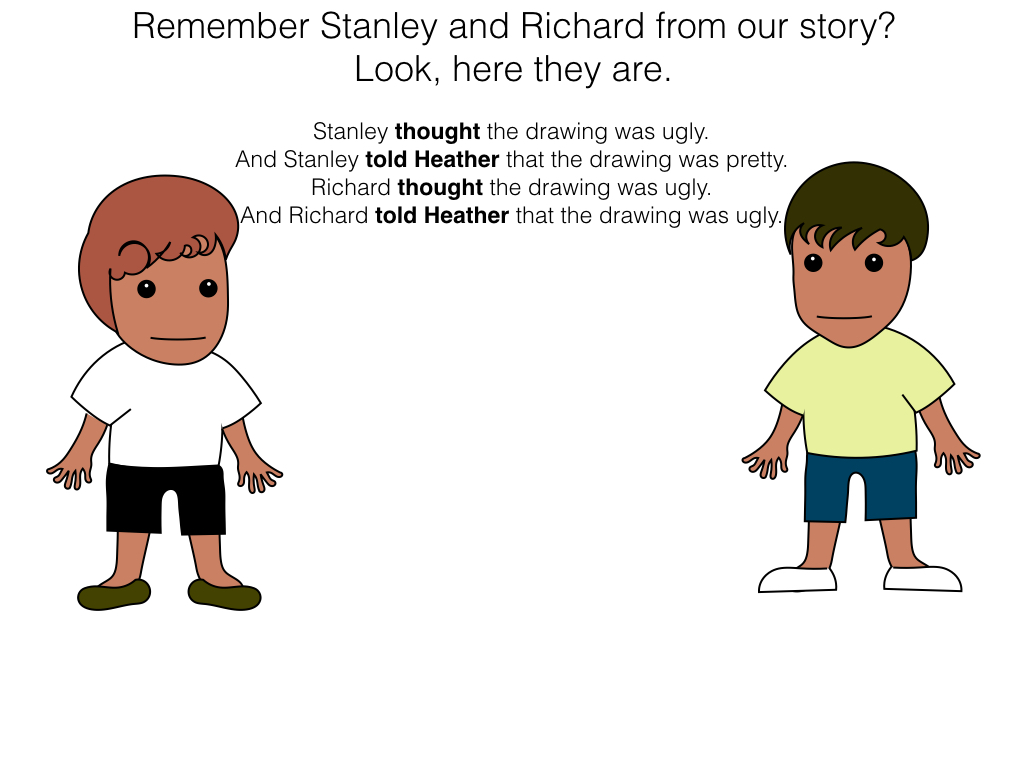 Remember Stanley and Richard from our story?
Look, here they are.
Stanley thought the drawing was ugly.
And Stanley told Heather that the drawing was pretty.
Richard thought the drawing was ugly.
And Richard told Heather that the drawing was ugly.